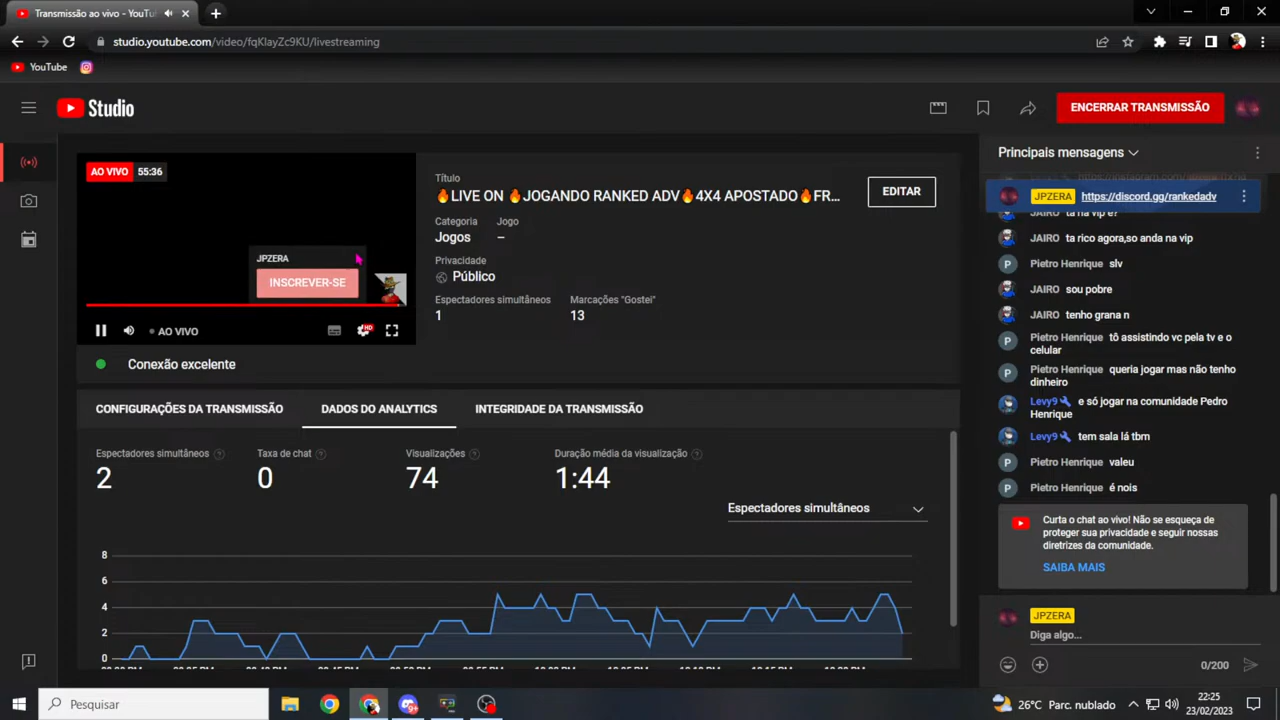 Transmissão ao vivo - YouTu
studio.youtube.com/video/fqKIayZc9KU/livestreaming
YouTube
Studio
ENCERRAR TRANSMISSÃO
AO VIVO 55:36
JPZERA
INSCREVER-SE
AO VIVO
HD
Conexão excelente
Título
🔥LIVE ON 🔥JOGANDO RANKED ADV🔥4X4 APOSTADO🔥FR...
EDITAR
Categoria Jogo
Jogos –
Privacidade
Público
Espectadores simultâneos Marcações "Gostei"
1 13
CONFIGURAÇÕES DA TRANSMISSÃO DADOS DO ANALYTICS INTEGRIDADE DA TRANSMISSÃO
Espectadores simultâneos Taxa de chat Visualizações Duração média da visualização
2 0 74 1:44
Espectadores simultâneos
8
6
4
2
0
Principais mensagens
JPZERA https://discord.gg/rankedadv
JAIRO ta na vip é?
JAIRO ta rico agora,so anda na vip
Pietro Henrique slv
JAIRO sou pobre
JAIRO tenho grana n
Pietro Henrique tô assistindo vc pela tv e o
celular
Pietro Henrique queria jogar mas não tenho
dinheiro
Levy9 e só jogar na comunidade Pedro
Henrique
Levy9 tem sala lá tbm
Pietro Henrique valeu
Pietro Henrique é nois
Curta o chat ao vivo! Não se esqueça de
proteger sua privacidade e seguir nossas
diretrizes da comunidade.
SAIBA MAIS
JPZERA
Diga algo...
0/200
Pesquisar
9+
26°C Parc. nublado
22:25
23/02/2023